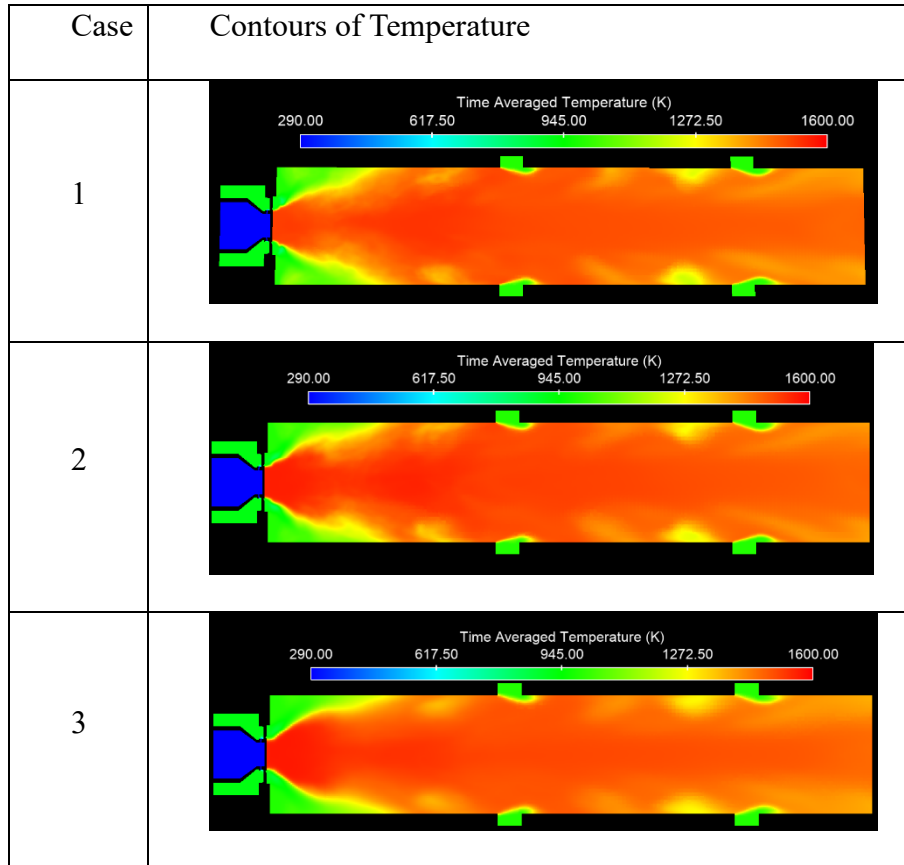 Case Contours of Temperature
1
Time Averaged Temperature (K)
290.00 617.50 945.00 1272.50 1600.00
2
Time Averaged Temperature (K)
290.00 617.50 945.00 1272.50 1600.00
3
Time Averaged Temperature (K)
290.00 617.50 945.00 1272.50 1600.00